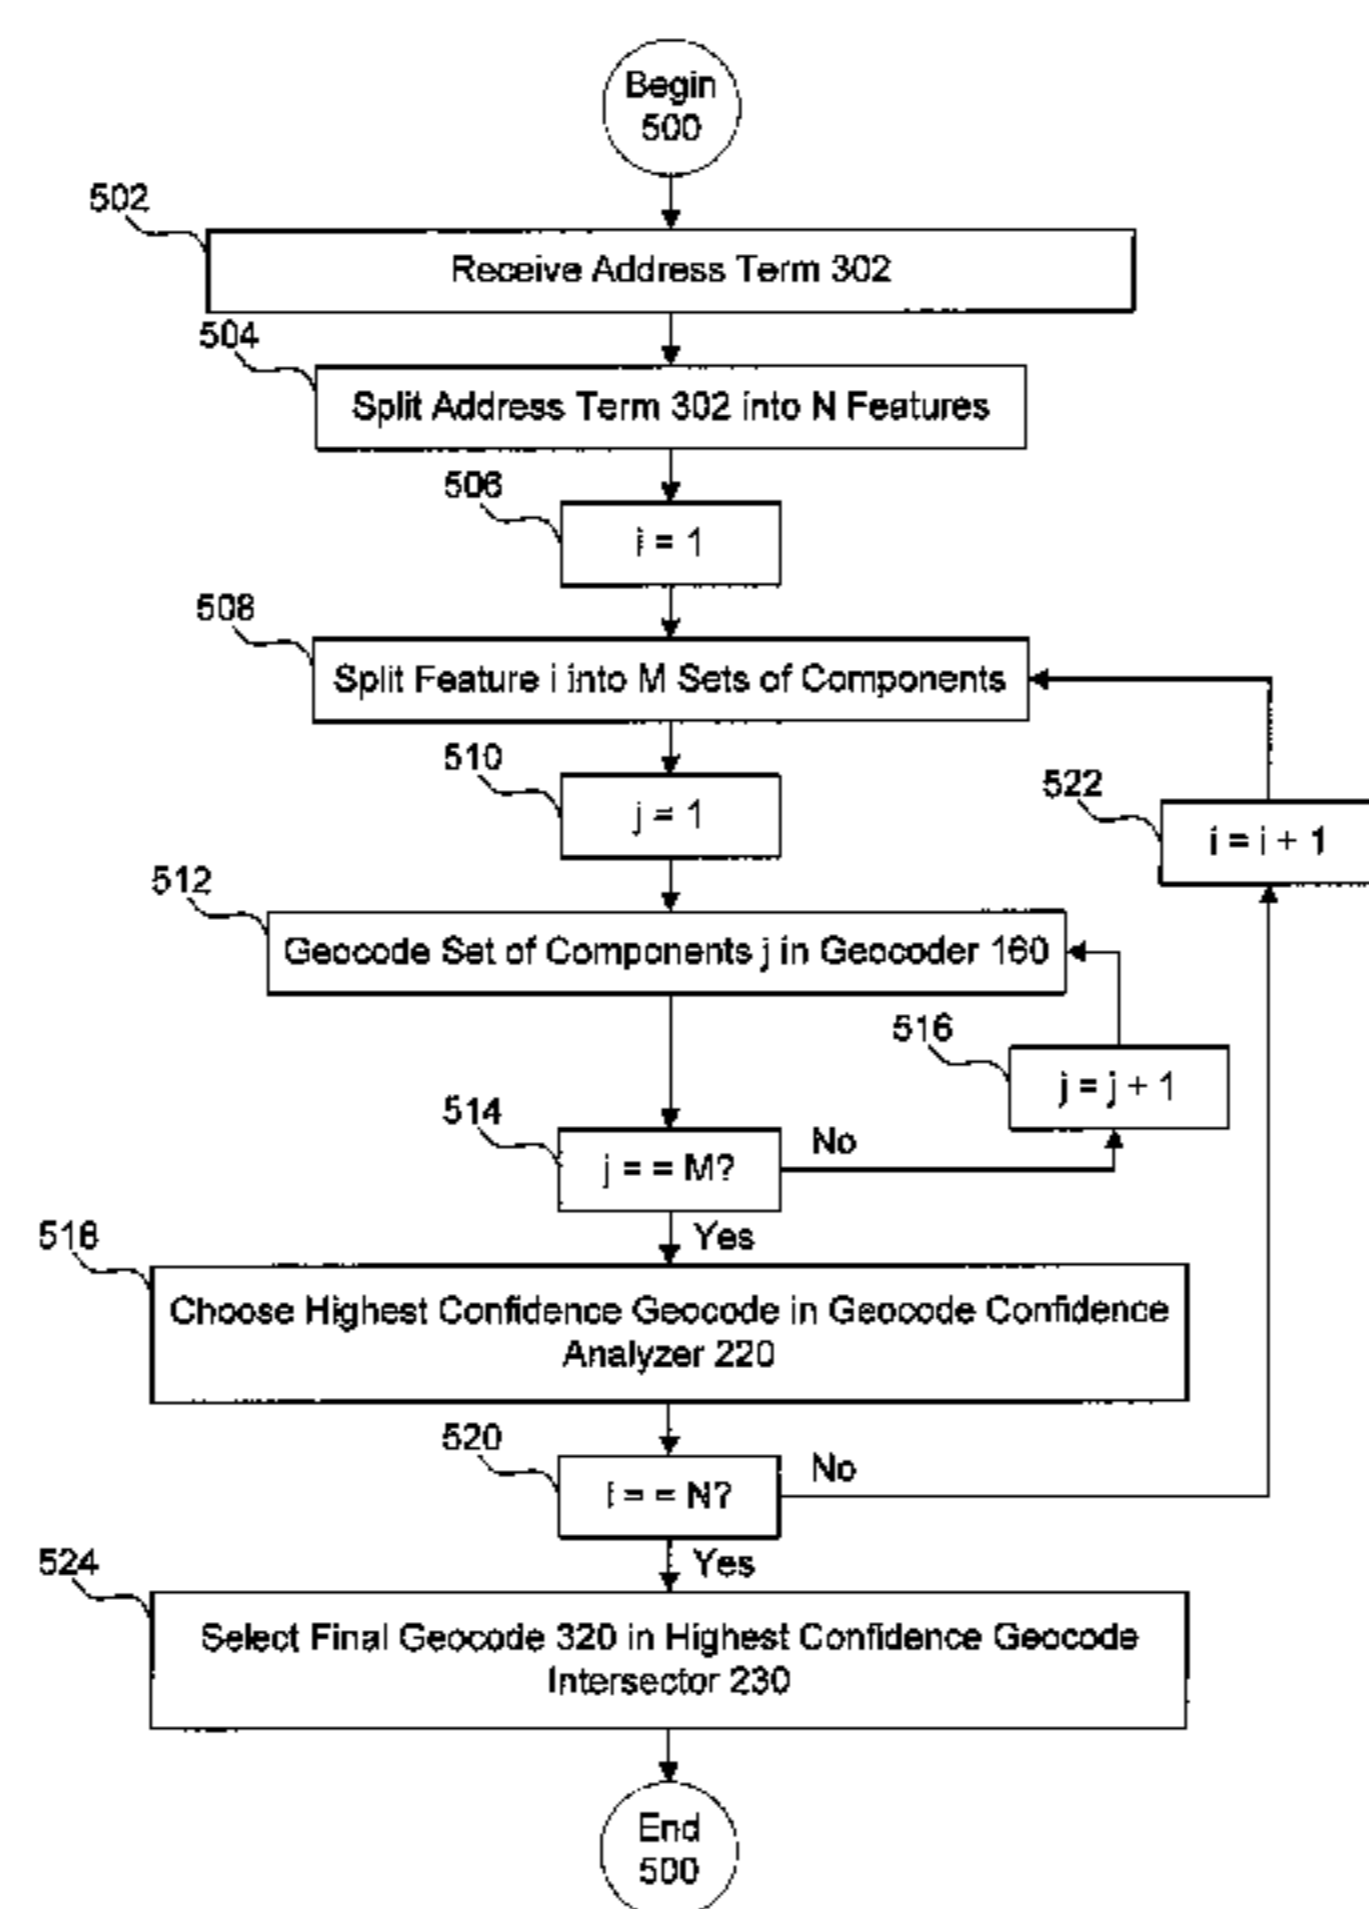 Begin
500
502
Receive Address Term 302
504
Split Address Term 302 into N Features
506
i = 1
508
Split Feature i into M Sets of Components
510
j = 1
522
i = i + 1
512
Geocode Set of Components j in Geocoder 160
516
j = j + 1
514
j = = M?
No
Yes
518
Choose Highest Confidence Geocode in Geocode Confidence
Analyzer 220
520
i = = N?
No
Yes
524
Select Final Geocode 320 in Highest Confidence Geocode
Intersector 230
End
500